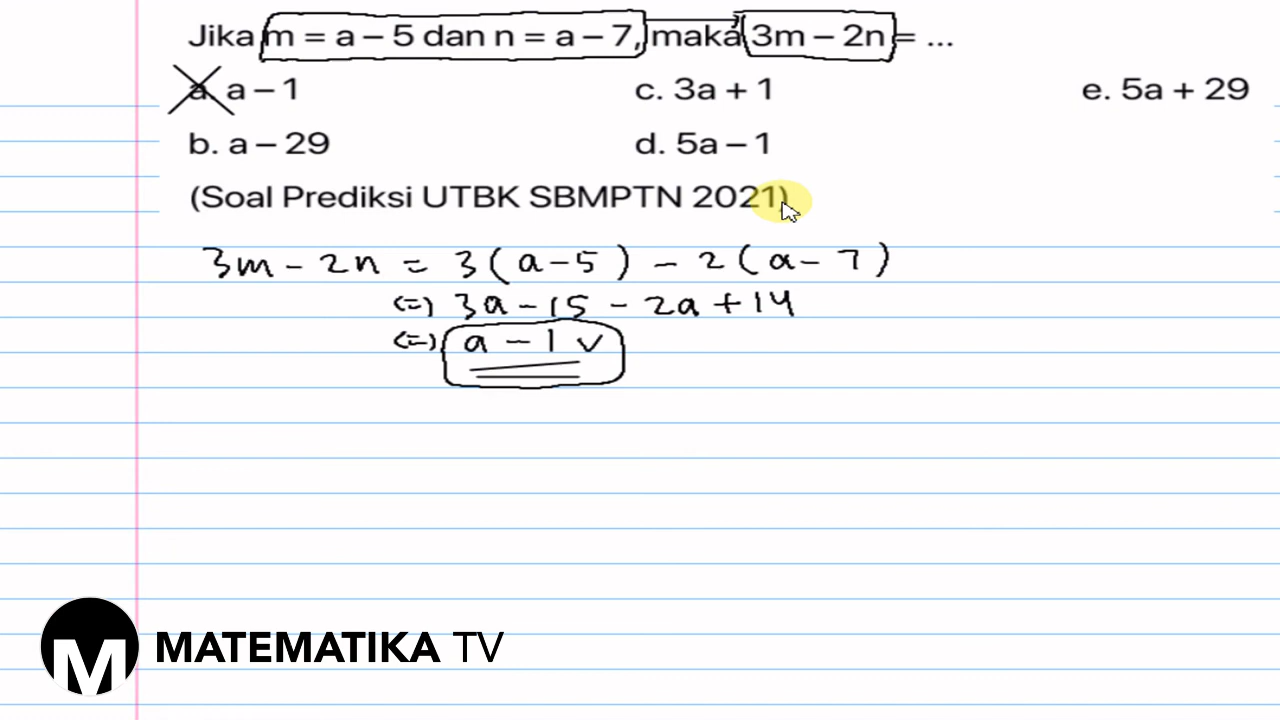 Jika m = a – 5 dan n = a – 7, maka 3m – 2n = ...
a. a – 1 c. 3a + 1 e. 5a + 29
b. a – 29 d. 5a – 1
(Soal Prediksi UTBK SBMPTN 2021)
3m - 2n = 3(a-5) - 2(a-7)
(=) 3a - 15 - 2a + 14
(=) a - 1 v
M MATEMATIKA TV